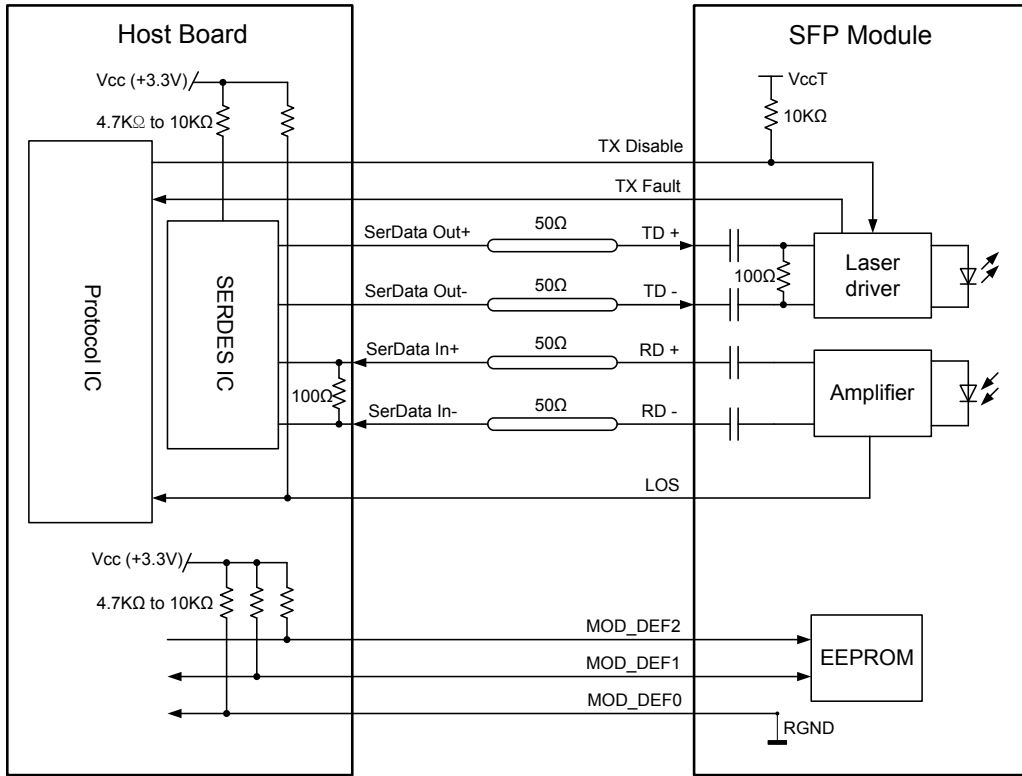 Host Board
SFP Module
Vcc (+3.3V)
VccT
4.7KΩ to 10KΩ
10KΩ
TX Disable
TX Fault
Protocol IC
SERDES IC
SerData Out+
50Ω
TD +
SerData Out-
50Ω
TD -
100Ω
Laser
driver
SerData In+
50Ω
RD +
100Ω
SerData In-
50Ω
RD -
Amplifier
LOS
Vcc (+3.3V)
4.7KΩ to 10KΩ
MOD_DEF2
MOD_DEF1
MOD_DEF0
EEPROM
RGND